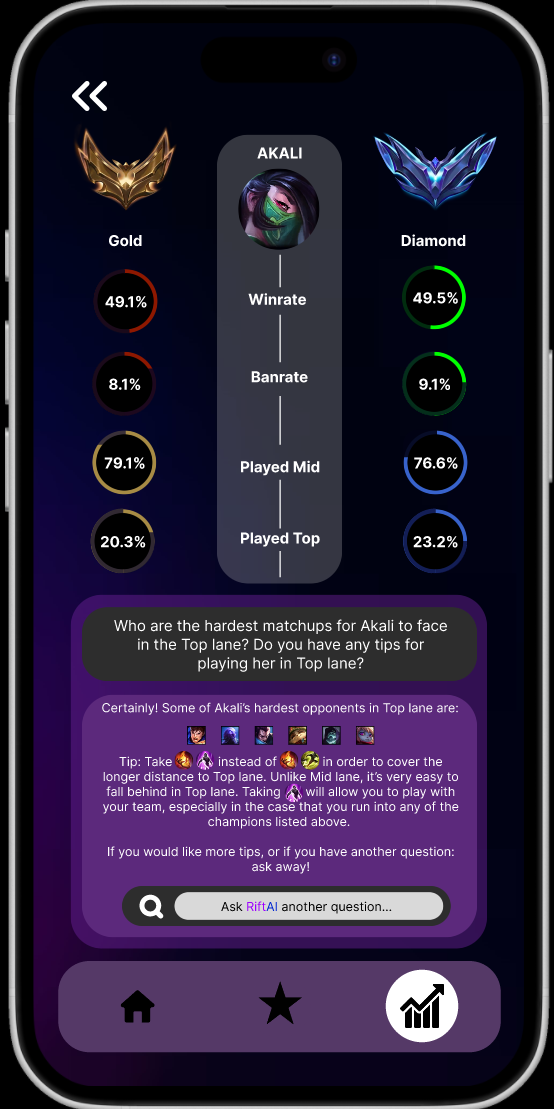 AKALI
Gold
Diamond
49.1%
Winrate
49.5%
8.1%
Banrate
9.1%
79.1%
Played Mid
76.6%
20.3%
Played Top
23.2%
Who are the hardest matchups for Akali to face
in the Top lane? Do you have any tips for
playing her in Top lane?
Certainly! Some of Akali's hardest opponents in Top lane are:
Tip: Take instead of in order to cover the
longer distance to Top lane. Unlike Mid lane, it's very easy to
fall behind in Top lane. Taking will allow you to play with
your team, especially in the case that you run into any of the
champions listed above.
If you would like more tips, or if you have another question:
ask away!
Ask RiftAI another question...